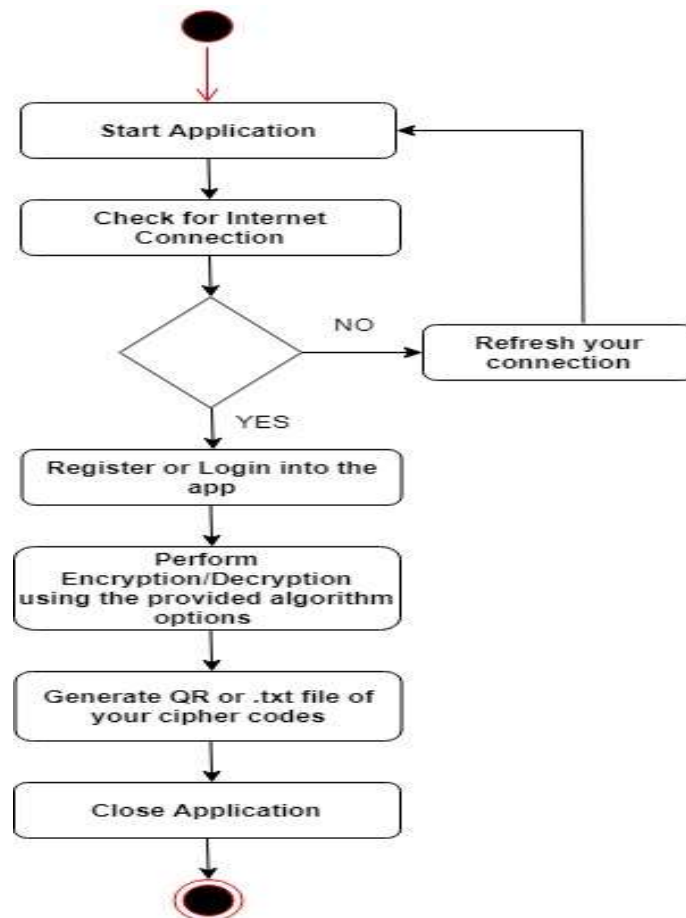 Start Application
Check for Internet
Connection
NO
Refresh your
connection
YES
Register or Login into the
app
Perform
Encryption/Decryption
using the provided algorithm
options
Generate QR or .txt file of
your cipher codes
Close Application